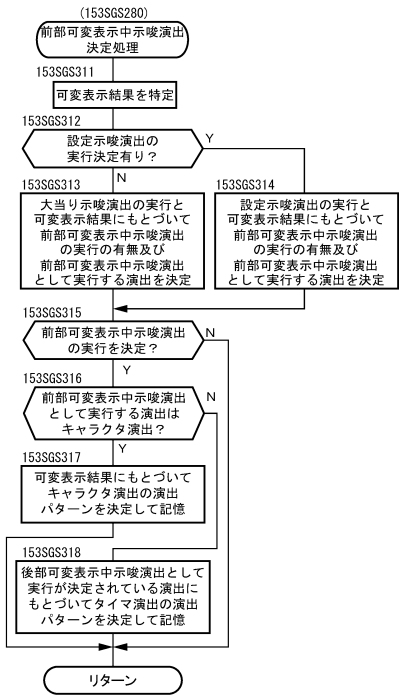 (153SGS280)
前部可変表示中示唆演出
決定処理
153SGS311
可変表示結果を特定
153SGS312
設定示唆演出の
実行決定有り？
Y
N
153SGS313
大当り示唆演出の実行と
可変表示結果にもとづいて
前部可変表示中示唆演出
の実行の有無及び
前部可変表示中示唆演出
として実行する演出を決定
153SGS314
設定示唆演出の実行と
可変表示結果にもとづいて
前部可変表示中示唆演出
の実行の有無及び
前部可変表示中示唆演出
として実行する演出を決定
153SGS315
前部可変表示中示唆演出
の実行を決定？
N
Y
153SGS316
前部可変表示中示唆演出
として実行する演出は
キャラクタ演出？
N
Y
153SGS317
可変表示結果にもとづいて
キャラクタ演出の演出
パターンを決定して記憶
153SGS318
後部可変表示中示唆演出として
実行が決定されている演出に
もとづいてタイマ演出の演出
パターンを決定して記憶
リターン